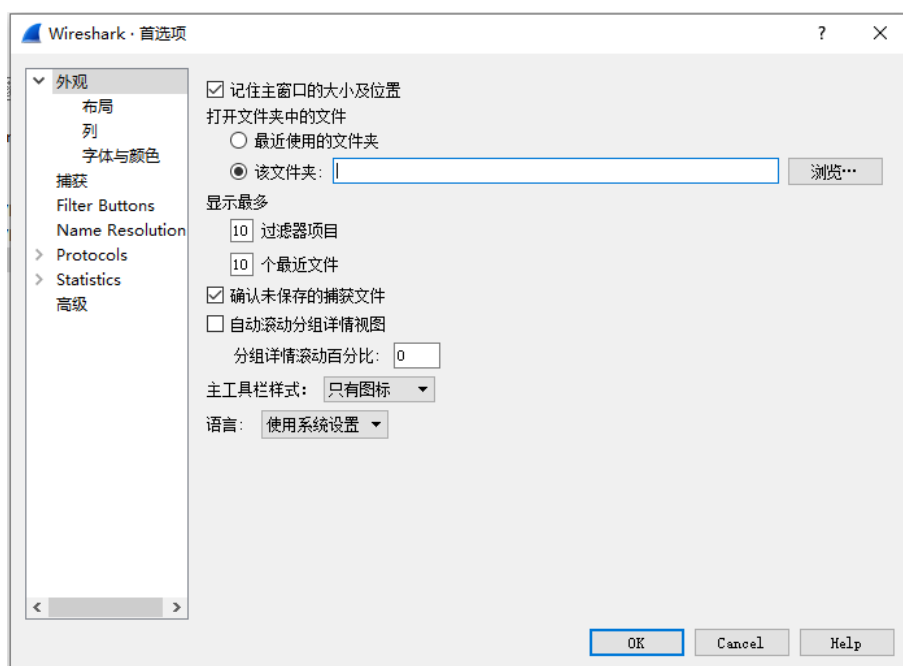 Wireshark · 首选项
?
外观
布局
列
字体与颜色
捕获
Filter Buttons
Name Resolution
Protocols
Statistics
高级
记住主窗口的大小及位置
打开文件夹中的文件
最近使用的文件夹
该文件夹:
浏览…
显示最多
10 过滤器项目
10 个最近文件
确认未保存的捕获文件
自动滚动分组详情视图
分组详情滚动百分比: 0
主工具栏样式: 只有图标
语言: 使用系统设置
OK
Cancel
Help